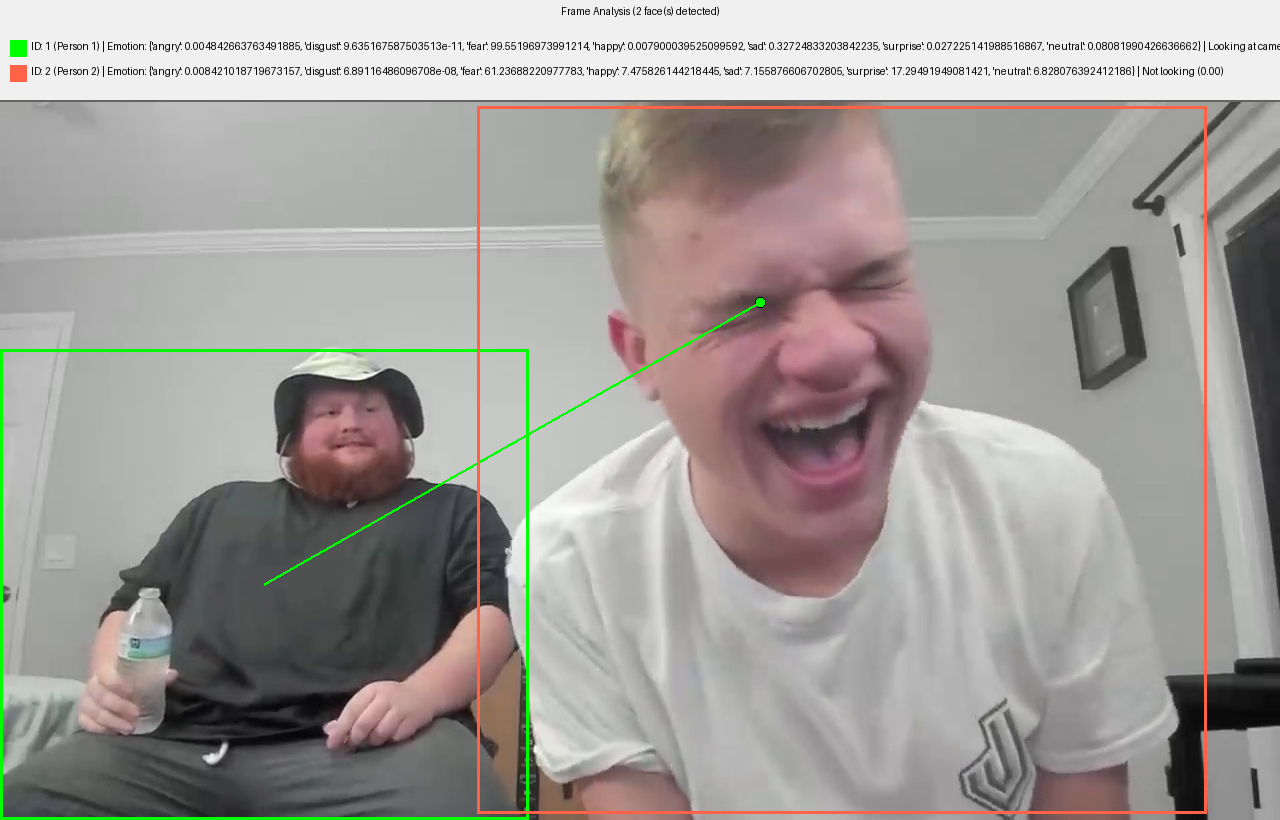 Frame Analysis (2 face(s) detected)
ID: 1 (Person 1) | Emotion: {'angry': 0.004842663763491885, 'disgust': 9.635167587503513e-11, 'fear': 99.55196973991214, 'happy': 0.007900039525099592, 'sad': 0.32724833203842235, 'surprise': 0.027225141988516867, 'neutral': 0.08081990426636662} | Looking at came
ID: 2 (Person 2) | Emotion: {'angry': 0.008421018719673157, 'disgust': 6.89116486096708e-08, 'fear': 61.23688220977783, 'happy': 7.475826144218445, 'sad': 7.155876606702805, 'surprise': 17.29491949081421, 'neutral': 6.828076392412186} | Not looking (0.00)
J